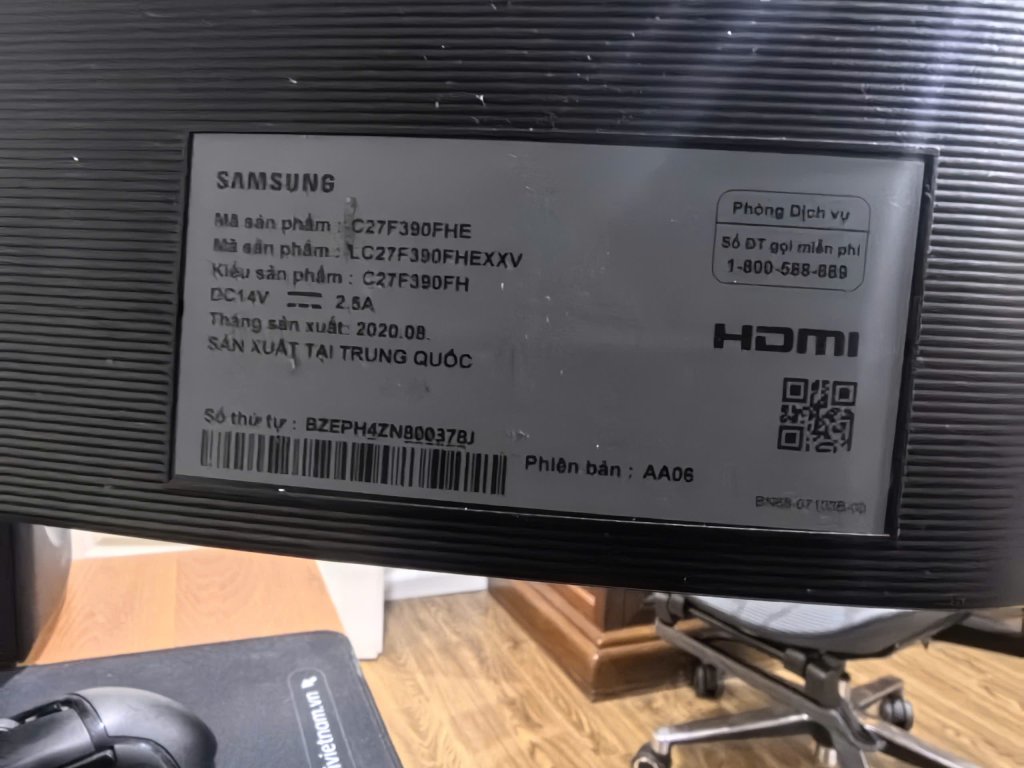 SAMSUNG
Mã sản phẩm : C27F390FHE
Mã sản phẩm : LC27F390FHEXXV
Kiểu sản phẩm : C27F390FH
DC14V 2.5A
Tháng sản xuất: 2020.08.
SẢN XUẤT TẠI TRUNG QUỐC
Số thứ tự : BZEPH4ZN800378J
Phiên bản : AA06
Phòng Dịch vụ
Số ĐT gọi miễn phí
1-800-588-889
HDMI
ivietnam.vn